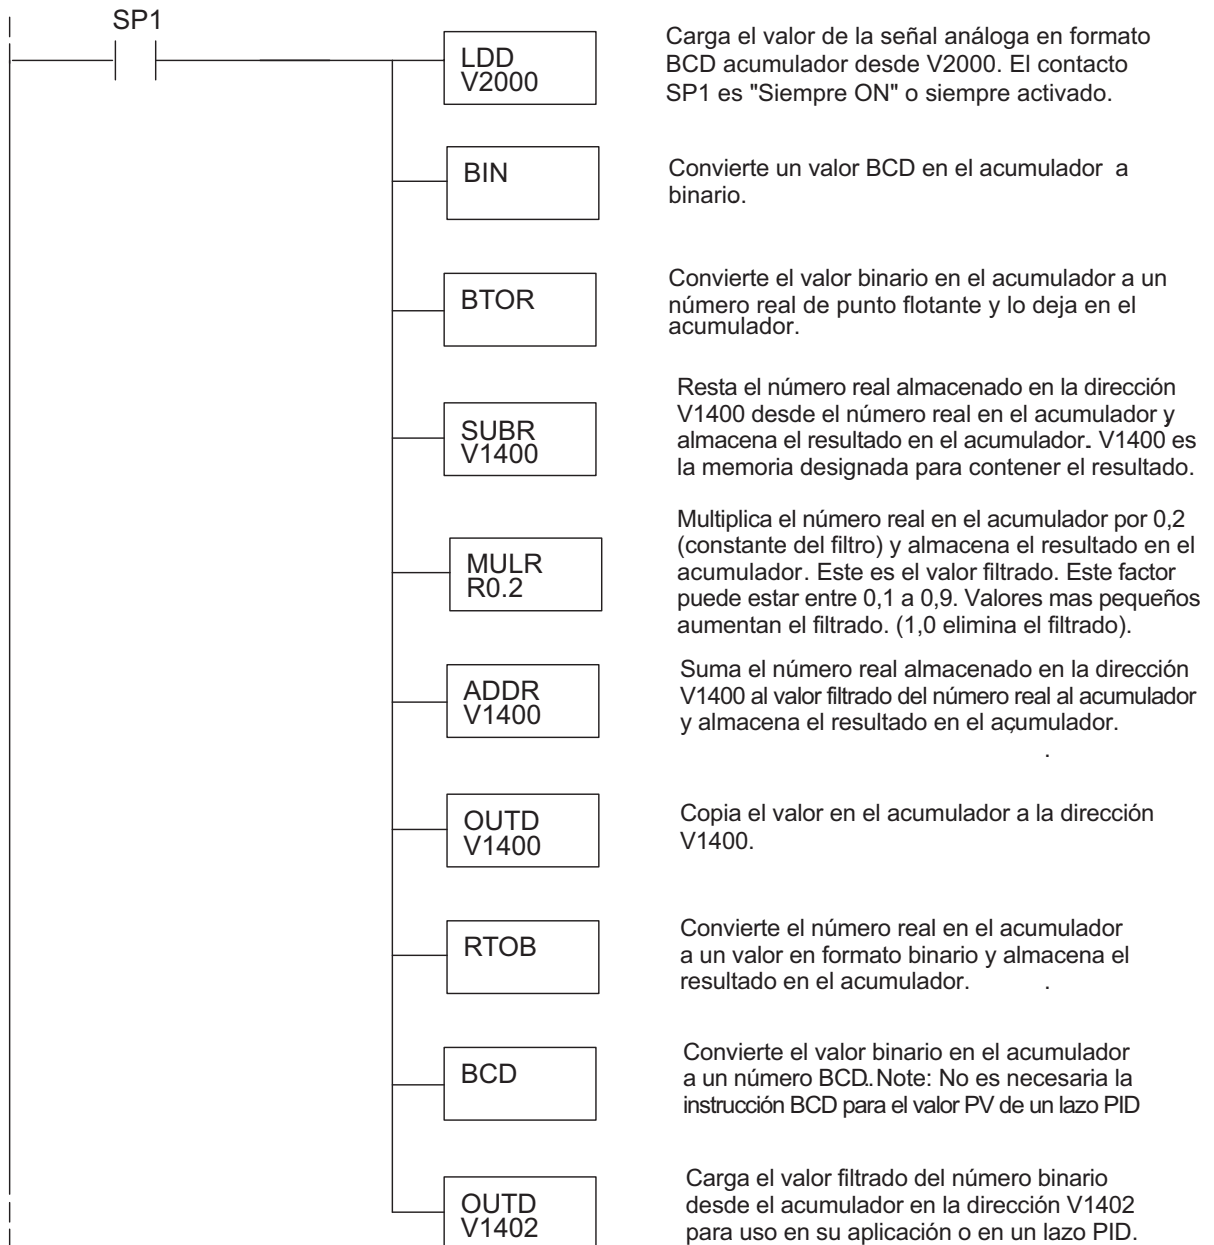 SP1
LDD
V2000
Carga el valor de la señal análoga en formato
BCD acumulador desde V2000. El contacto
SP1 es "Siempre ON" o siempre activado.
BIN
Convierte un valor BCD en el acumulador a
binario.
BTOR
Convierte el valor binario en el acumulador a un
número real de punto flotante y lo deja en el
acumulador.
SUBR
V1400
Resta el número real almacenado en la dirección
V1400 desde el número real en el acumulador y
almacena el resultado en el acumulador. V1400 es
la memoria designada para contener el resultado.
MULR
R0.2
Multiplica el número real en el acumulador por 0,2
(constante del filtro) y almacena el resultado en el
acumulador. Este es el valor filtrado. Este factor
puede estar entre 0,1 a 0,9. Valores mas pequeños
aumentan el filtrado. (1,0 elimina el filtrado).
ADDR
V1400
Suma el número real almacenado en la dirección
V1400 al valor filtrado del número real al acumulador
y almacena el resultado en el acumulador.
.
OUTD
V1400
Copia el valor en el acumulador a la dirección
V1400.
RTOB
Convierte el número real en el acumulador
a un valor en formato binario y almacena el
resultado en el acumulador. .
BCD
Convierte el valor binario en el acumulador
a un número BCD..Note: No es necesaria la
instrucción BCD para el valor PV de un lazo PID
OUTD
V1402
Carga el valor filtrado del número binario
desde el acumulador en la dirección V1402
para uso en su aplicación o en un lazo PID.